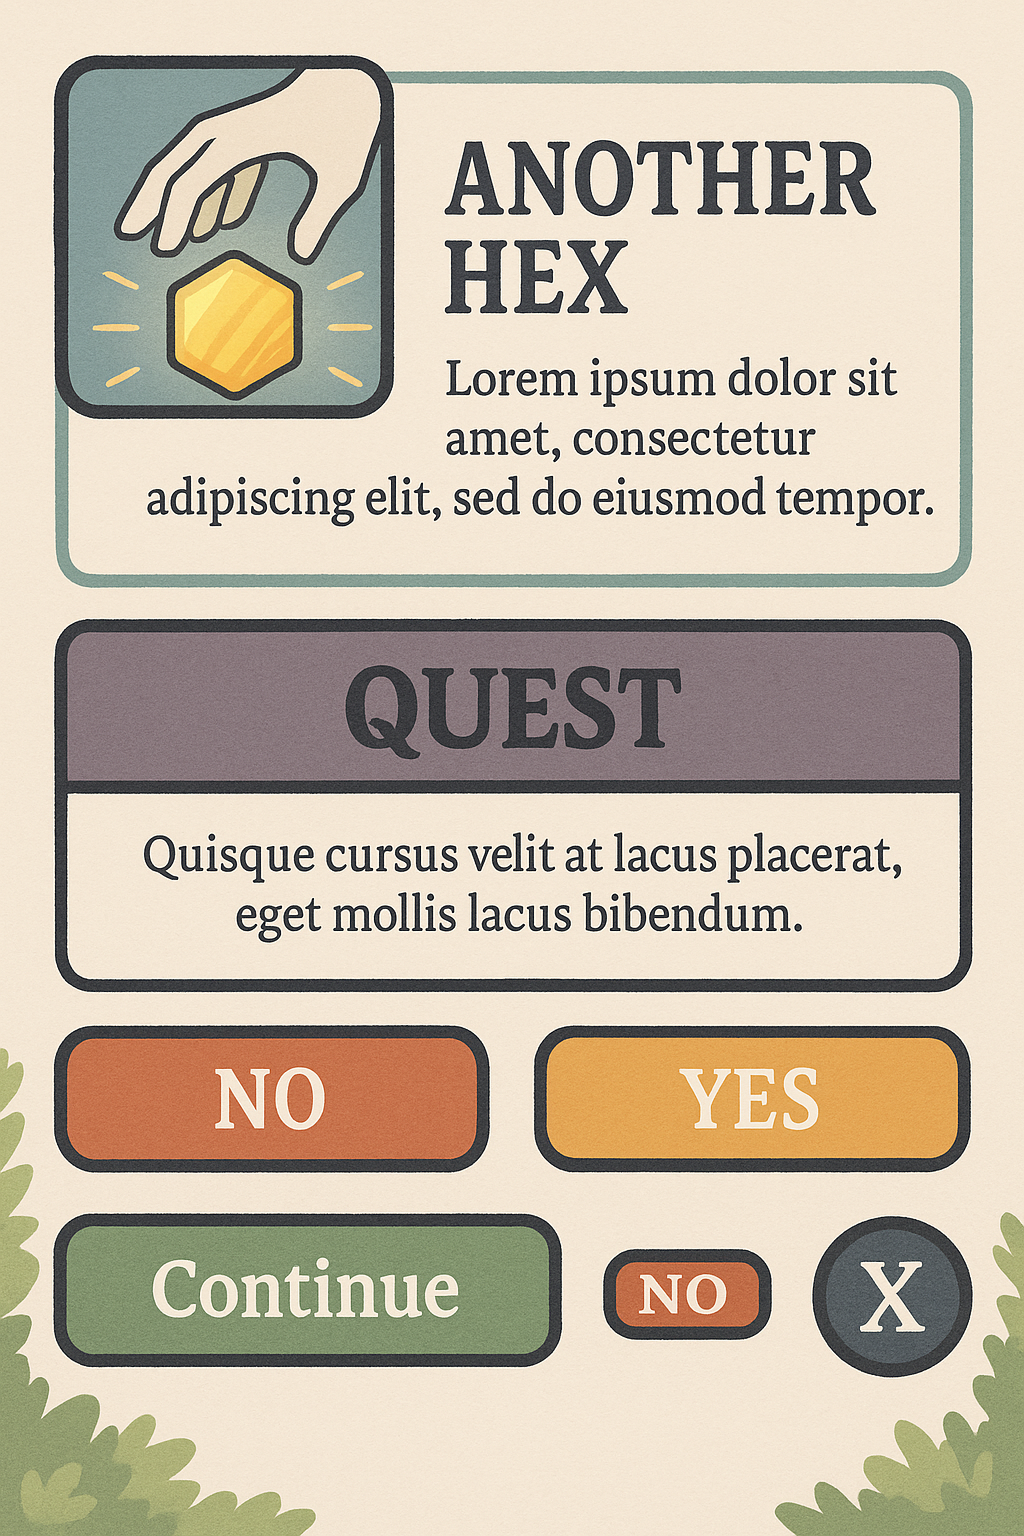 ANOTHER
HEX
Lorem ipsum dolor sit
amet, consectetur
adipiscing elit, sed do eiusmod tempor.
QUEST
Quisque cursus velit at lacus placerat,
eget mollis lacus bibendum.
NO
YES
Continue
NO
X